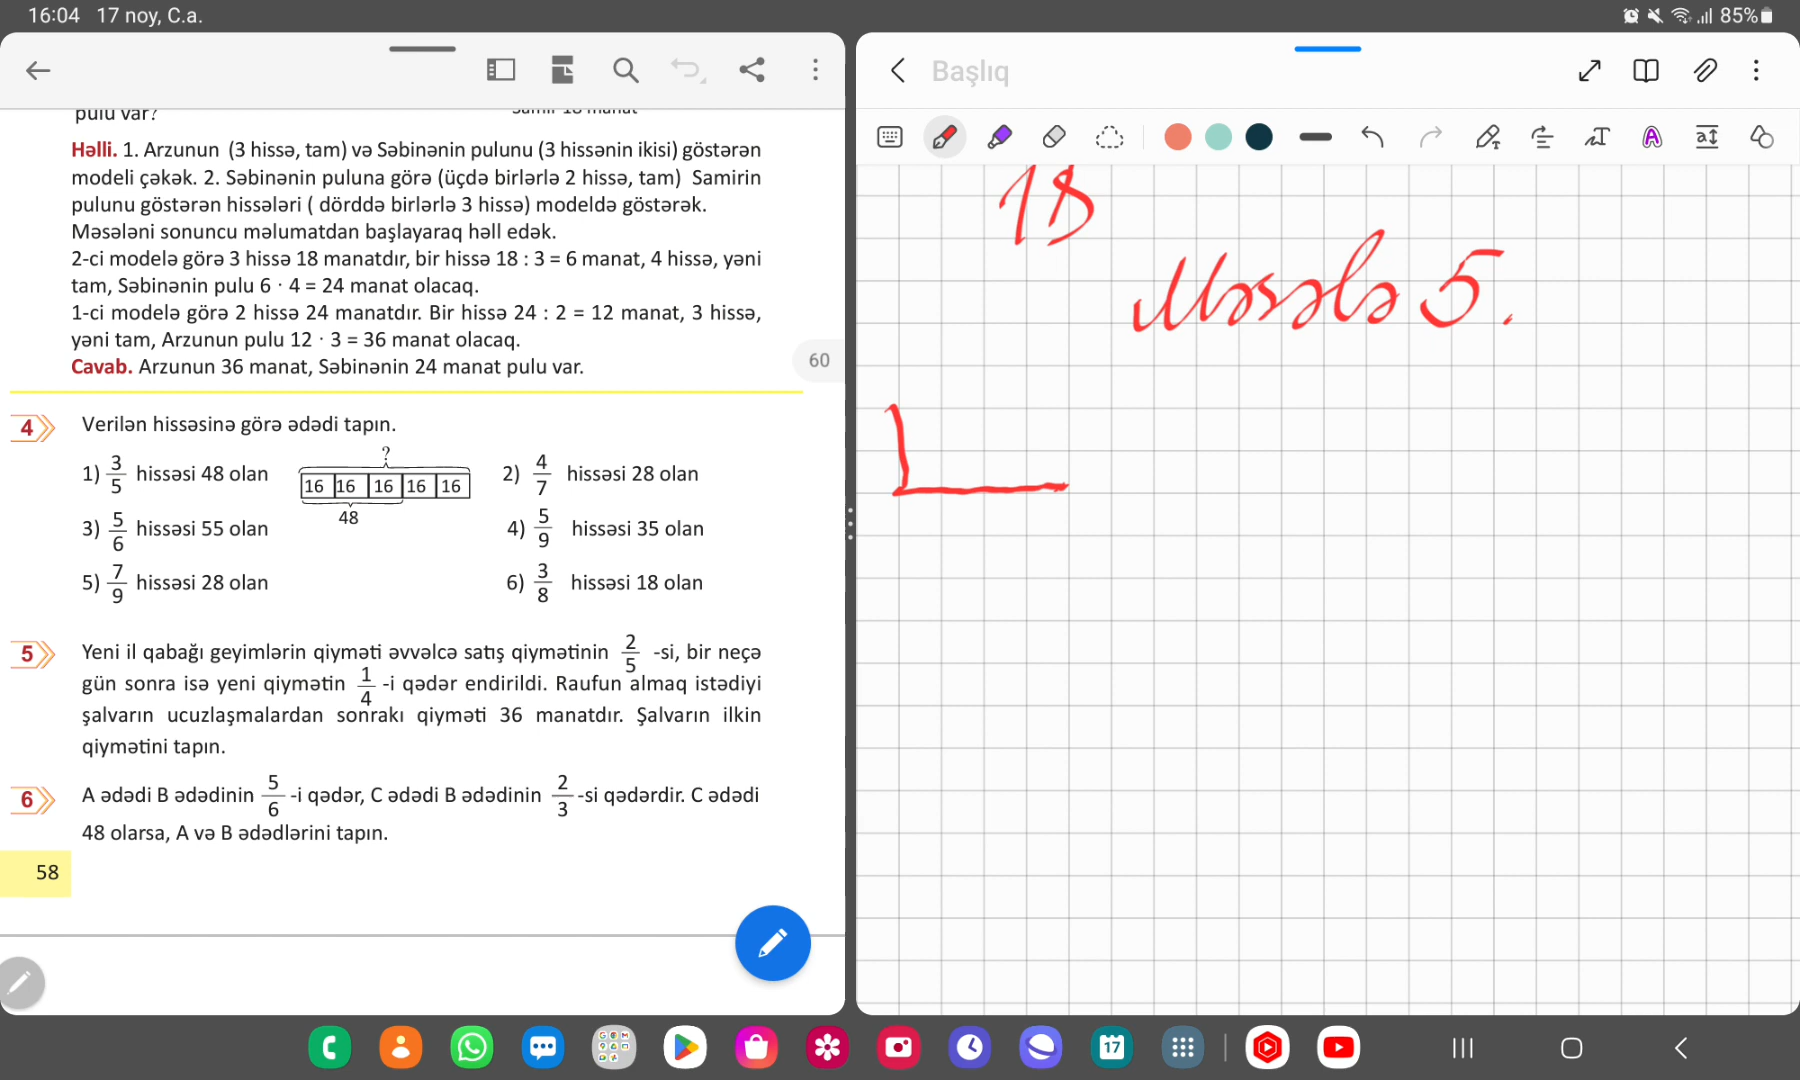 16:04 17 noy, C.a.
85%
Başlıq
pulu var?
Samir 18 manat
Həlli. 1. Arzunun (3 hissə, tam) və Səbinənin pulunu (3 hissənin ikisi) göstərən
modeli çəkək. 2. Səbinənin puluna görə (üçdə birlərlə 2 hissə, tam) Samirin
pulunu göstərən hissələri ( dörddə birlərlə 3 hissə) modeldə göstərək.
Məsələni sonuncu məlumatdan başlayaraq həll edək.
2-ci modelə görə 3 hissə 18 manatdır, bir hissə 18 : 3 = 6 manat, 4 hissə, yəni
tam, Səbinənin pulu 6 · 4 = 24 manat olacaq.
1-ci modelə görə 2 hissə 24 manatdır. Bir hissə 24 : 2 = 12 manat, 3 hissə,
yəni tam, Arzunun pulu 12 · 3 = 36 manat olacaq.
Cavab. Arzunun 36 manat, Səbinənin 24 manat pulu var.
60
4 Verilən hissəsinə görə ədədi tapın.
1) 3/5 hissəsi 48 olan
?
16 16 16 16 16
48
2) 4/7 hissəsi 28 olan
3) 5/6 hissəsi 55 olan
4) 5/9 hissəsi 35 olan
5) 7/9 hissəsi 28 olan
6) 3/8 hissəsi 18 olan
5 Yeni il qabağı geyimlərin qiyməti əvvəlcə satış qiymətinin 2/5 -si, bir neçə
gün sonra isə yeni qiymətin 1/4 -i qədər endirildi. Raufun almaq istədiyi
şalvarın ucuzlaşmalardan sonrakı qiyməti 36 manatdır. Şalvarın ilkin
qiymətini tapın.
6 A ədədi B ədədinin 5/6 -i qədər, C ədədi B ədədinin 2/3 -si qədərdir. C ədədi
48 olarsa, A və B ədədlərini tapın.
58
18
Məsələ 5.
17